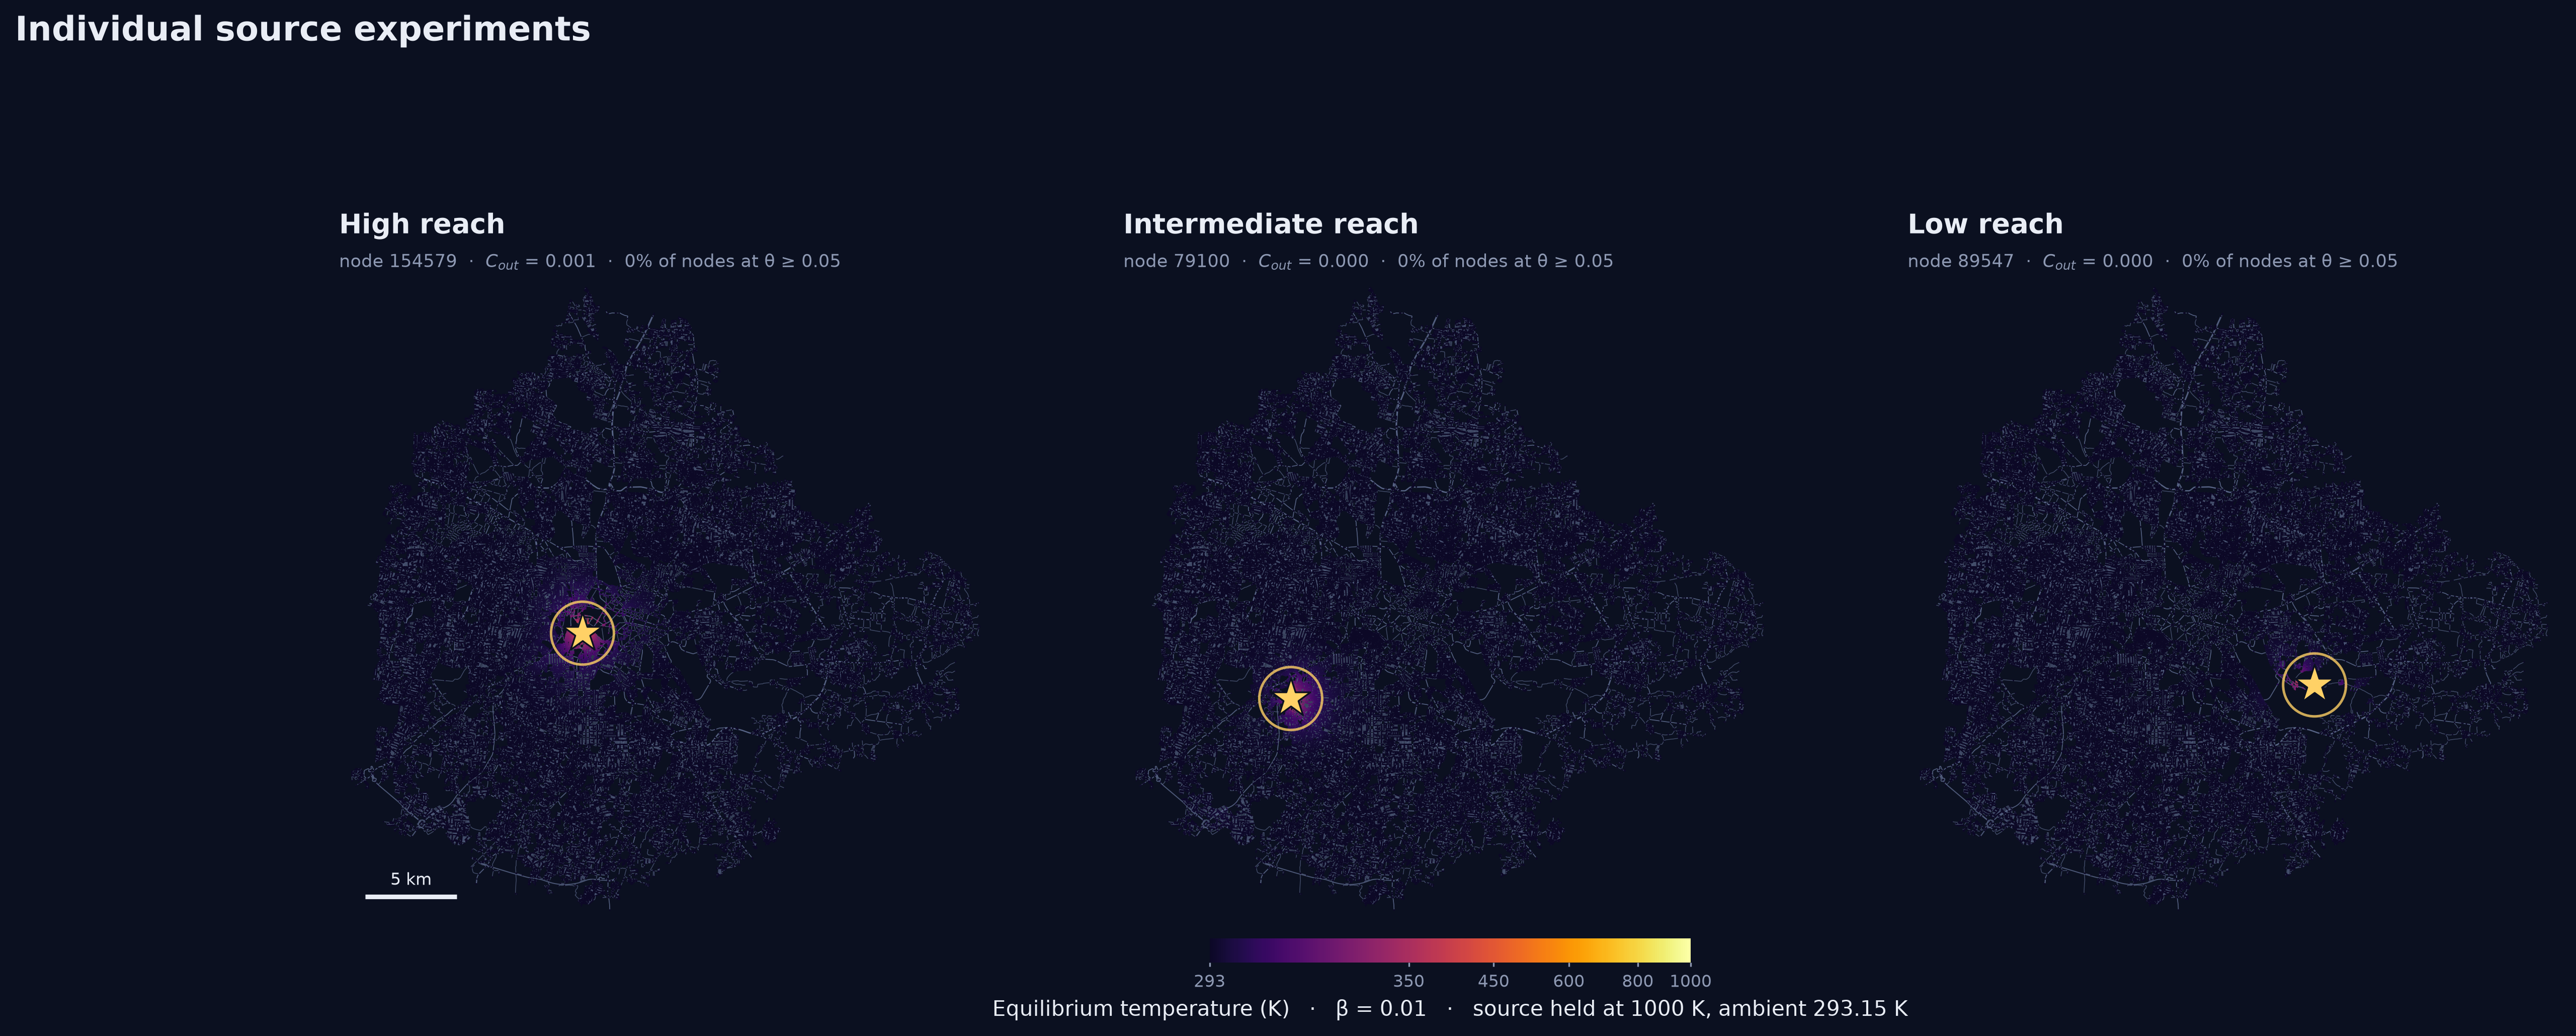 Individual source experiments
High reach
node 154579 · C_out = 0.001 · 0% of nodes at θ ≥ 0.05
Intermediate reach
node 79100 · C_out = 0.000 · 0% of nodes at θ ≥ 0.05
Low reach
node 89547 · C_out = 0.000 · 0% of nodes at θ ≥ 0.05
5 km
293 350 450 600 800 1000
Equilibrium temperature (K) · β = 0.01 · source held at 1000 K, ambient 293.15 K